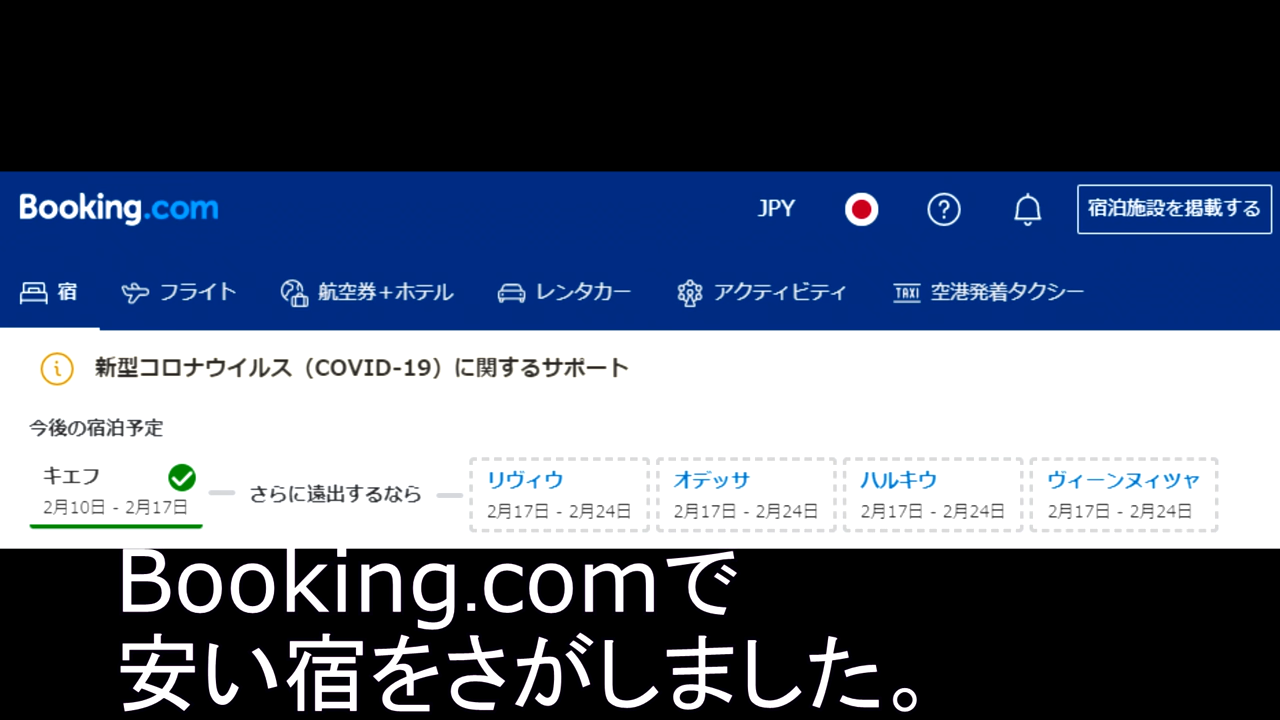 Booking.com
JPY
宿泊施設を掲載する
宿
フライト
航空券+ホテル
レンタカー
アクティビティ
TAXI 空港発着タクシー
新型コロナウイルス（COVID-19）に関するサポート
今後の宿泊予定
キエフ
2月10日 - 2月17日
さらに遠出するなら
リヴィウ
2月17日 - 2月24日
オデッサ
2月17日 - 2月24日
ハルキウ
2月17日 - 2月24日
ヴィーンヌィツャ
2月17日 - 2月24日
Booking.comで
安い宿をさがしました。